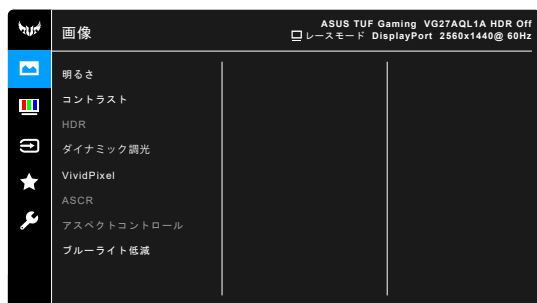 画像
ASUS TUF Gaming VG27AQL1A HDR Off
レースモード DisplayPort 2560x1440@ 60Hz
明るさ
コントラスト
HDR
ダイナミック調光
VividPixel
ASCR
アスペクトコントロール
ブルーライト低減